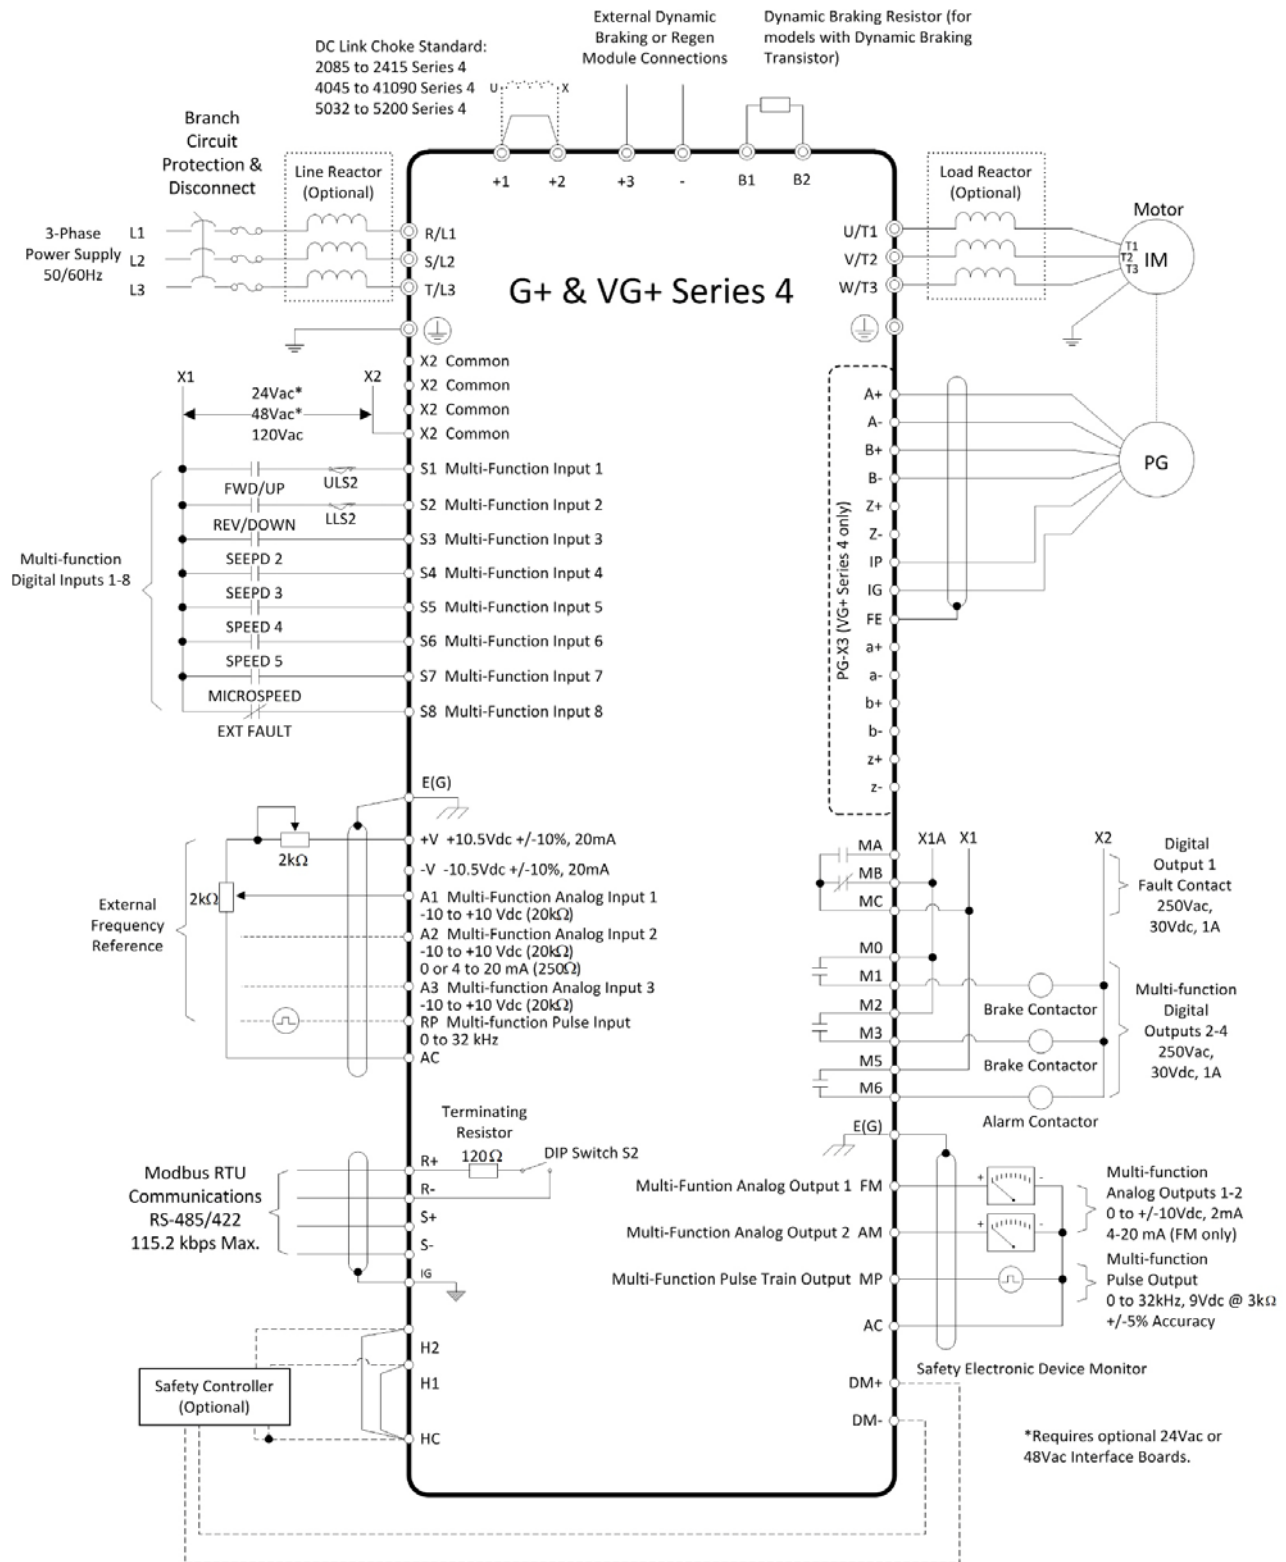 External Dynamic
Braking or Regen
Module Connections
Dynamic Braking Resistor (for
models with Dynamic Braking
Transistor)
DC Link Choke Standard:
2085 to 2415 Series 4
4045 to 41090 Series 4
5032 to 5200 Series 4
U
X
Branch
Circuit
Protection &
Disconnect
Line Reactor
(Optional)
+1
+2
+3
-
B1
B2
Load Reactor
(Optional)
Motor
3-Phase
Power Supply
50/60Hz
L1
L2
L3
R/L1
S/L2
T/L3
G+ & VG+ Series 4
U/T1
V/T2
W/T3
T1
T2
T3
IM
X2 Common
X2 Common
X2 Common
X2 Common
X1
X2
24Vac*
48Vac*
120Vac
S1 Multi-Function Input 1
FWD/UP
ULS2
S2 Multi-Function Input 2
REV/DOWN
LLS2
S3 Multi-Function Input 3
SEEPD 2
S4 Multi-Function Input 4
SEEPD 3
S5 Multi-Function Input 5
SPEED 4
S6 Multi-Function Input 6
SPEED 5
S7 Multi-Function Input 7
MICROSPEED
S8 Multi-Function Input 8
EXT FAULT
Multi-function
Digital Inputs 1-8
PG-X3 (VG+ Series 4 only)
A+
A-
B+
B-
Z+
Z-
IP
IG
FE
a+
a-
b+
b-
z+
z-
PG
E(G)
+V +10.5Vdc +/-10%, 20mA
2kΩ
-V -10.5Vdc +/-10%, 20mA
2kΩ
A1 Multi-Function Analog Input 1
-10 to +10 Vdc (20kΩ)
A2 Multi-Function Analog Input 2
-10 to +10 Vdc (20kΩ)
0 or 4 to 20 mA (250Ω)
A3 Multi-function Analog Input 3
-10 to +10 Vdc (20kΩ)
RP Multi-function Pulse Input
0 to 32 kHz
AC
External
Frequency
Reference
MA
MB
MC
X1A
X1
X2
Digital
Output 1
Fault Contact
250Vac,
30Vdc, 1A
M0
M1
M2
M3
M5
M6
Brake Contactor
Brake Contactor
Alarm Contactor
Multi-function
Digital
Outputs 2-4
250Vac,
30Vdc, 1A
E(G)
Terminating
Resistor
120Ω
DIP Switch S2
R+
R-
S+
S-
IG
Modbus RTU
Communications
RS-485/422
115.2 kbps Max.
Multi-Funtion Analog Output 1 FM
+
-
Multi-Function Analog Output 2 AM
+
-
Multi-Function Pulse Train Output MP
AC
Multi-function
Analog Outputs 1-2
0 to +/-10Vdc, 2mA
4-20 mA (FM only)
Multi-function
Pulse Output
0 to 32kHz, 9Vdc @ 3kΩ
+/-5% Accuracy
H2
H1
HC
Safety Controller
(Optional)
Safety Electronic Device Monitor
DM+
DM-
*Requires optional 24Vac or
48Vac Interface Boards.